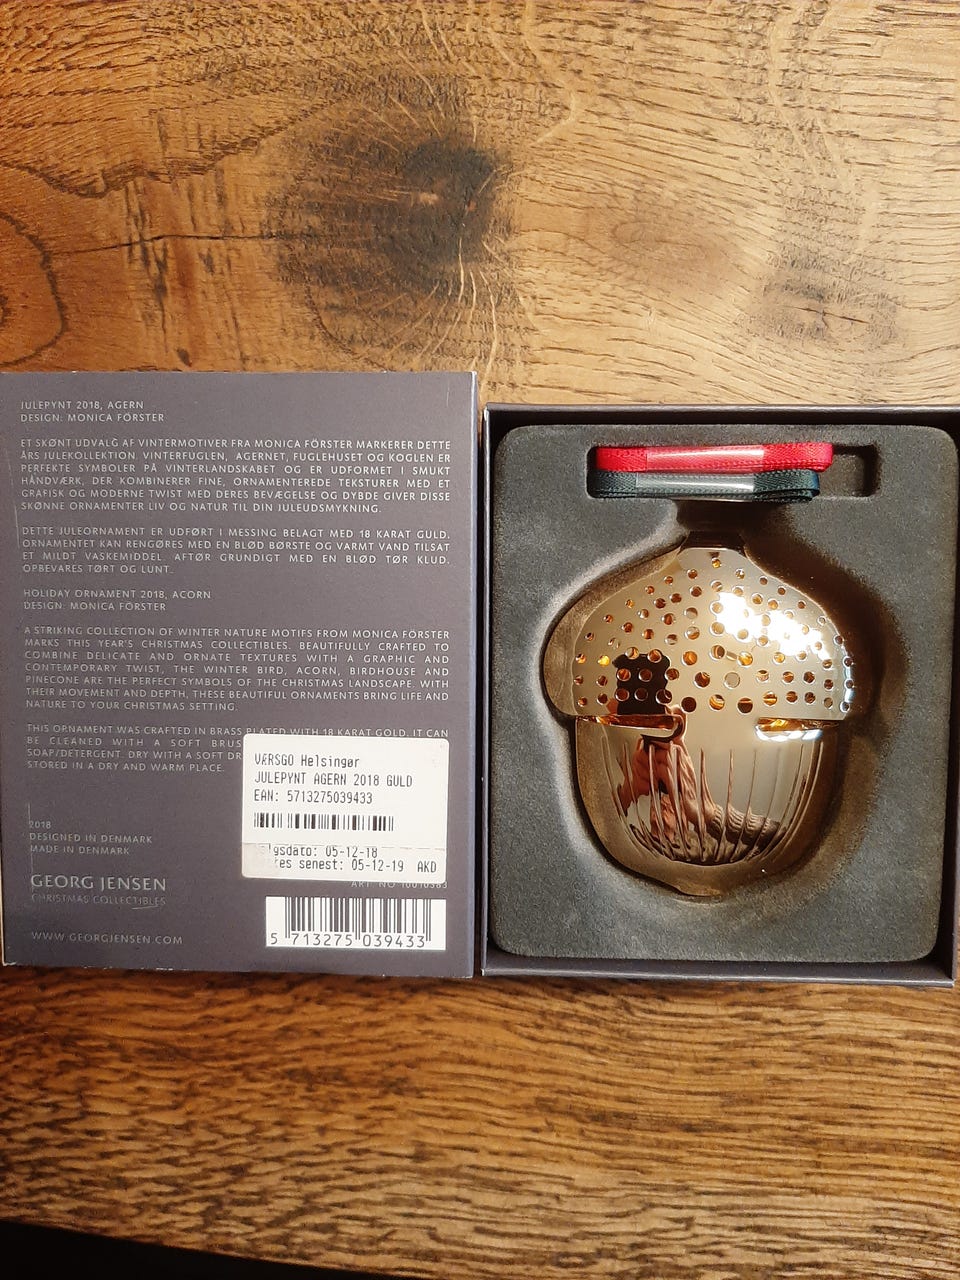 JULEPYNT 2018, AGERN
DESIGN: MONICA FÖRSTER
ET SKØNT UDVALG AF VINTERMOTIVER FRA MONICA FÖRSTER MARKERER DETTE
ÅRS JULEKOLLEKTION. VINTERFUGLEN, AGERNET, FUGLEHUSET OG KOGLEN ER
PERFEKTE SYMBOLER PÅ VINTERLANDSKABET OG ER UDFORMET I SMUKT
HÅNDVÆRK, DER KOMBINERER FINE, ORNAMENTEREDE TEKSTURER MED ET
GRAFISK OG MODERNE TWIST MED DERES BEVÆGELSE OG DYBDE GIVER DISSE
SKØNNE ORNAMENTER LIV OG NATUR TIL DIN JULEUDSMYKNING.
DETTE JULEORNAMENT ER UDFØRT I MESSING BELAGT MED 18 KARAT GULD.
ORNAMENTET KAN RENGØRES MED EN BLØD BØRSTE OG VARMT VAND TILSAT
ET MILDT VASKEMIDDEL. AFTØR GRUNDIGT MED EN BLØD TØR KLUD.
OPBEVARES TØRT OG LUNT.
HOLIDAY ORNAMENT 2018, ACORN
DESIGN: MONICA FÖRSTER
A STRIKING COLLECTION OF WINTER NATURE MOTIFS FROM MONICA FÖRSTER
MARKS THIS YEAR'S CHRISTMAS COLLECTIBLES. BEAUTIFULLY CRAFTED TO
COMBINE DELICATE AND ORNATE TEXTURES WITH A GRAPHIC AND
CONTEMPORARY TWIST, THE WINTER BIRD, ACORN, BIRDHOUSE AND
PINECONE ARE THE PERFECT SYMBOLS OF THE CHRISTMAS LANDSCAPE. WITH
THEIR MOVEMENT AND DEPTH, THESE BEAUTIFUL ORNAMENTS BRING LIFE AND
NATURE TO YOUR CHRISTMAS SETTING.
THIS ORNAMENT WAS CRAFTED IN BRASS PLATED WITH 18 KARAT GOLD. IT CAN
BE CLEANED WITH A SOFT BRUS
SOAP/DETERGENT. DRY WITH A SOFT DR
STORED IN A DRY AND WARM PLACE.
VÆRSGO Helsingør
JULEPYNT AGERN 2018 GULD
EAN: 5713275039433
lgsdato: 05-12-18
es senest: 05-12-19 AKD
2018
DESIGNED IN DENMARK
MADE IN DENMARK
GEORG JENSEN
CHRISTMAS COLLECTIBLES
ART. NO 10010383
5 713275 039433
WWW.GEORGJENSEN.COM